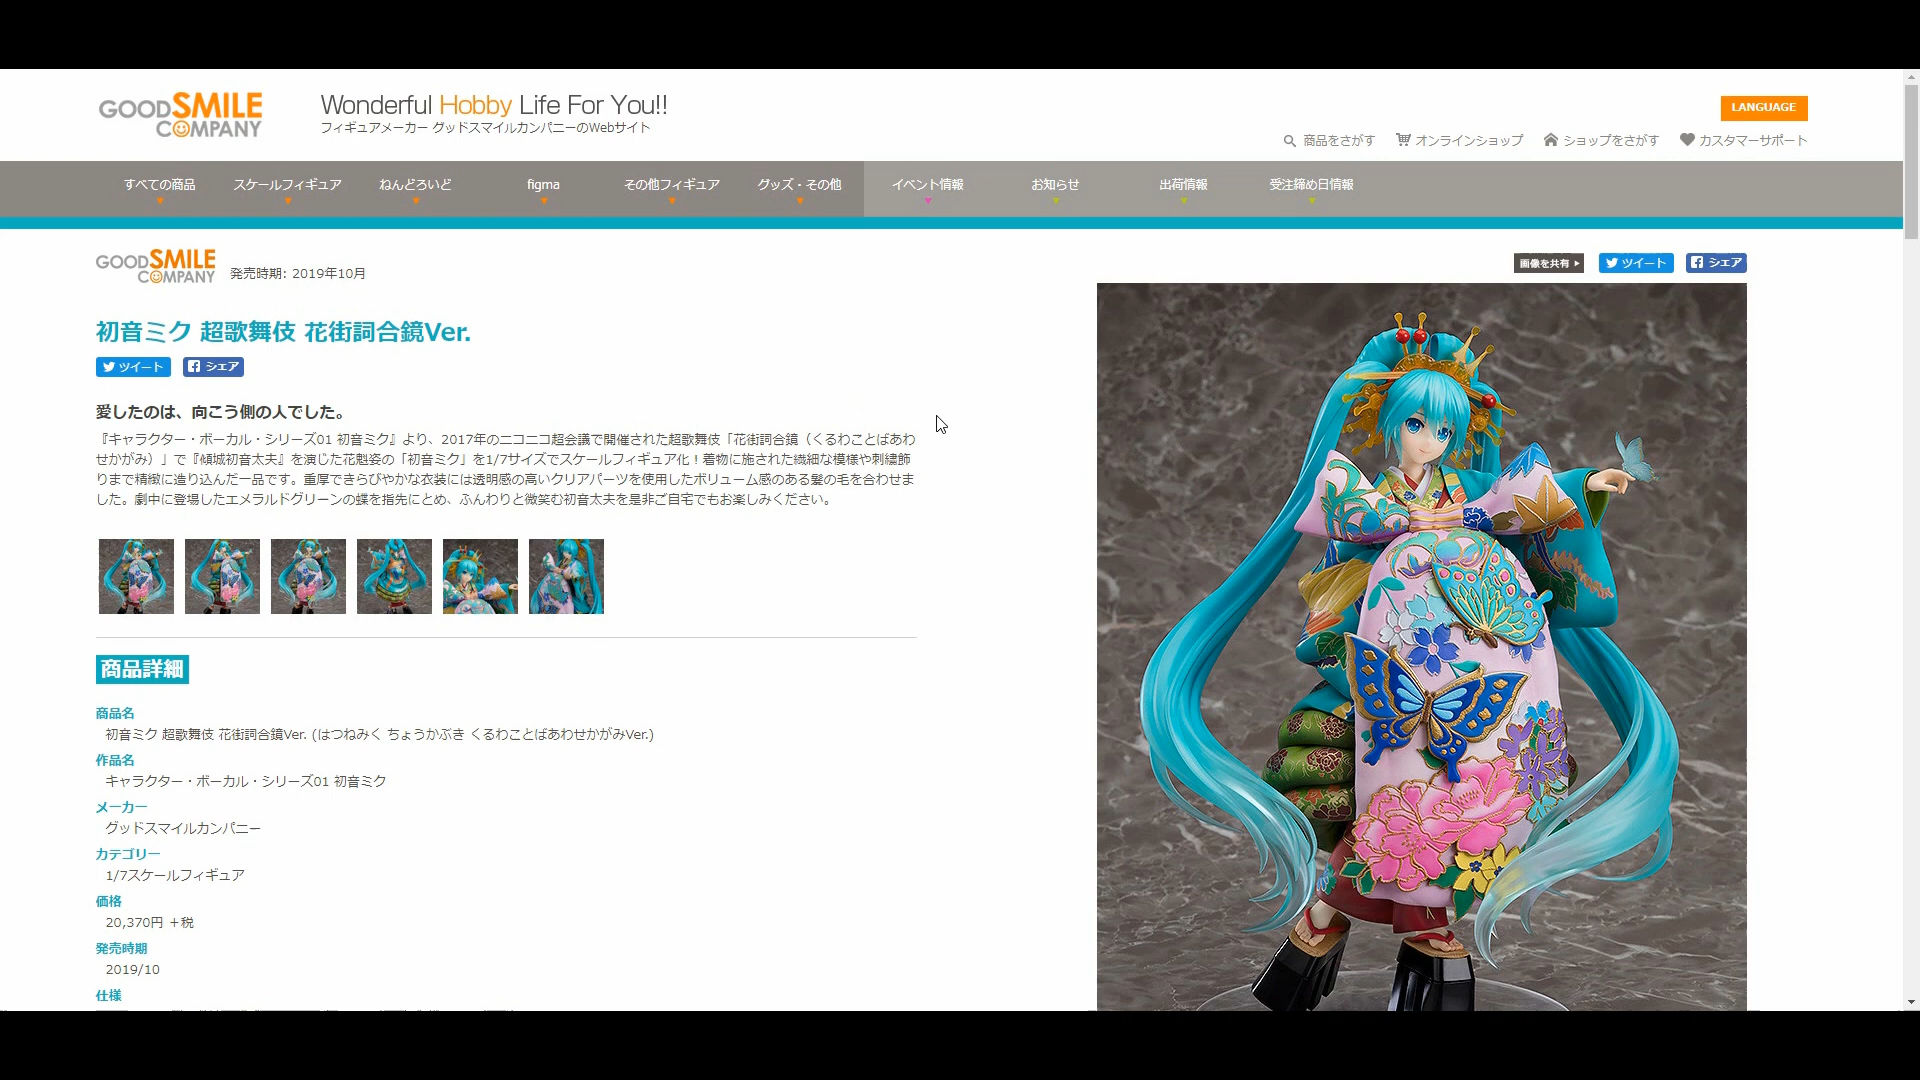 GOOD SMILE COMPANY
Wonderful Hobby Life For You!!
フィギュアメーカー グッドスマイルカンパニーのWebサイト
LANGUAGE
商品をさがす オンラインショップ ショップをさがす カスタマーサポート
すべての商品 スケールフィギュア ねんどろいど figma その他フィギュア グッズ・その他 イベント情報 お知らせ 出荷情報 受注締め日情報
GOOD SMILE COMPANY
発売時期: 2019年10月
画像を共有 ツイート シェア
初音ミク 超歌舞伎 花街詞合鏡Ver.
ツイート シェア
愛したのは、向こう側の人でした。
『キャラクター・ボーカル・シリーズ01 初音ミク』より、2017年のニコニコ超会議で開催された超歌舞伎「花街詞合鏡（くるわことばあわ
せかがみ）」で『傾城初音太夫』を演じた花魁姿の「初音ミク」を1/7サイズでスケールフィギュア化！着物に施された繊細な模様や刺繍飾
りまで精緻に造り込んだ一品です。重厚できらびやかな衣装には透明感の高いクリアパーツを使用したボリューム感のある髪の毛を合わせま
した。劇中に登場したエメラルドグリーンの蝶を指先にとめ、ふんわりと微笑む初音太夫を是非ご自宅でもお楽しみください。
商品詳細
商品名
初音ミク 超歌舞伎 花街詞合鏡Ver. (はつねみく ちょうかぶき くるわことばあわせかがみVer.)
作品名
キャラクター・ボーカル・シリーズ01 初音ミク
メーカー
グッドスマイルカンパニー
カテゴリー
1/7スケールフィギュア
価格
20,370円 ＋税
発売時期
2019/10
仕様